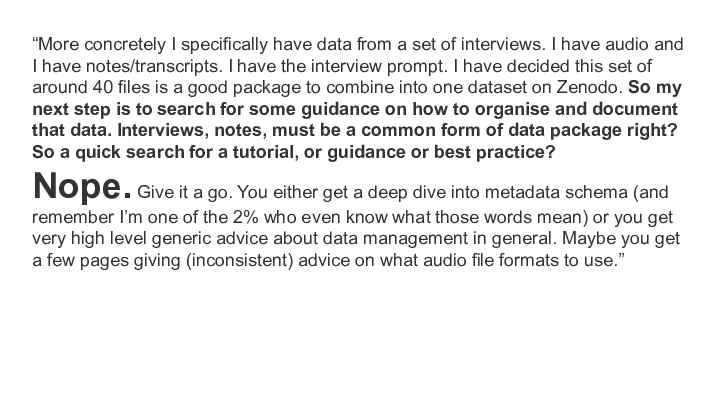 “More concretely I specifically have data from a set of interviews. I have audio and
I have notes/transcripts. I have the interview prompt. I have decided this set of
around 40 files is a good package to combine into one dataset on Zenodo. So my
next step is to search for some guidance on how to organise and document
that data. Interviews, notes, must be a common form of data package right?
So a quick search for a tutorial, or guidance or best practice?
Nope. Give it a go. You either get a deep dive into metadata schema (and
remember I’m one of the 2% who even know what those words mean) or you get
very high level generic advice about data management in general. Maybe you get
a few pages giving (inconsistent) advice on what audio file formats to use.”